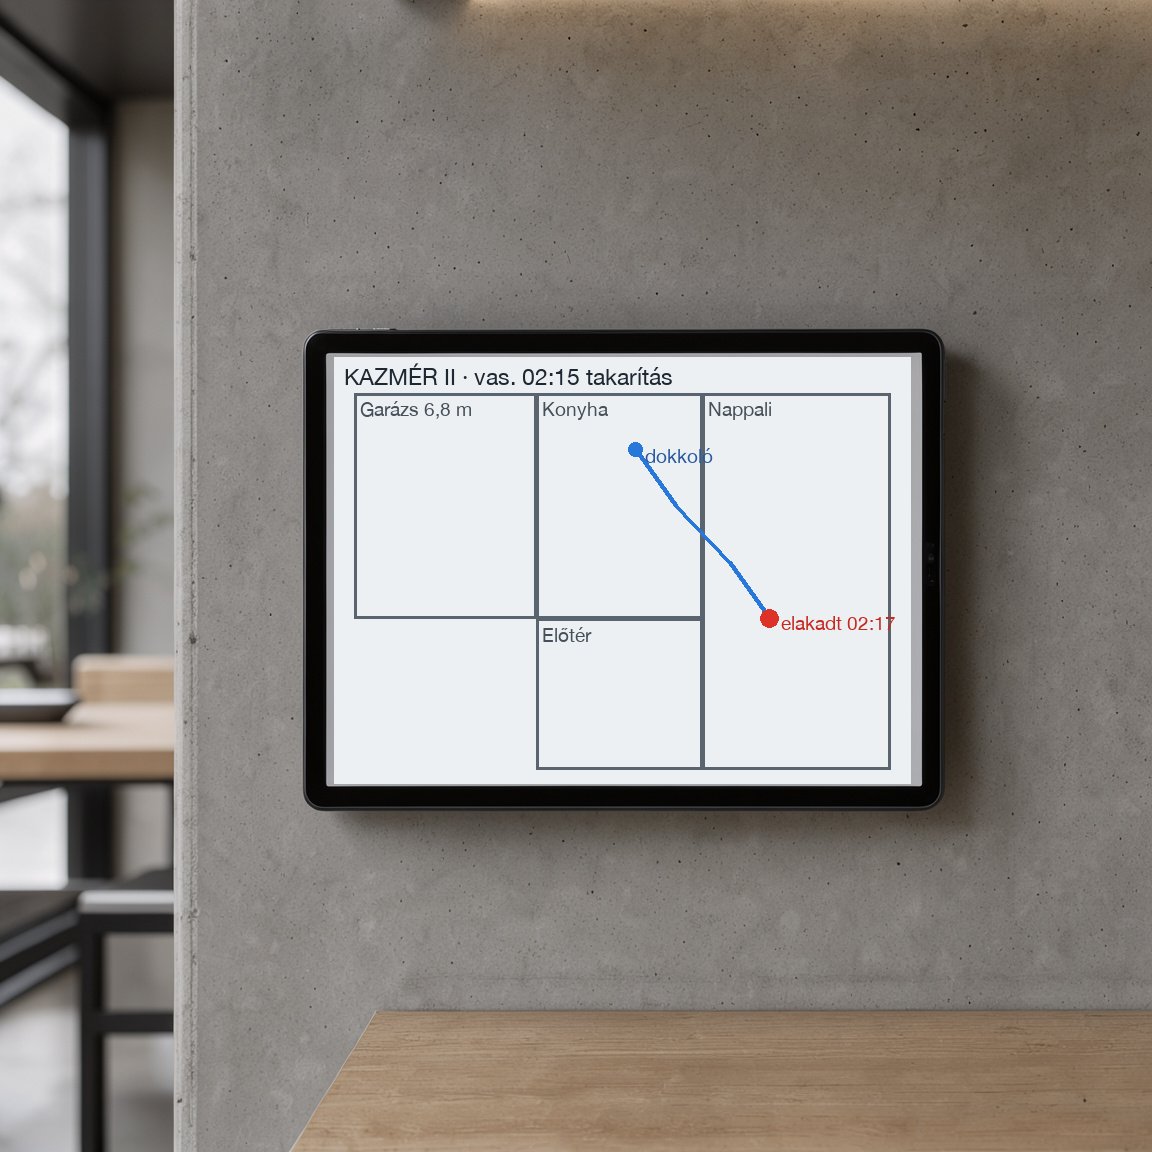 KAZMÉR II · vas. 02:15 takarítás
Garázs 6,8 m
Konyha
Nappali
dokkoló
elakadt 02:17
Előtér